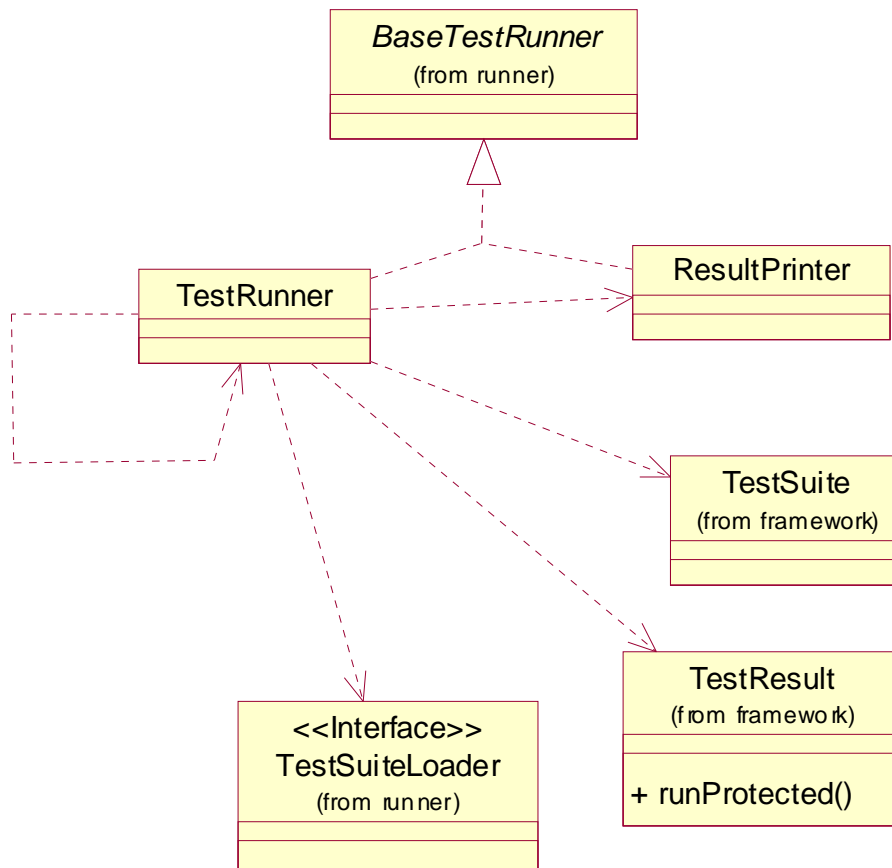 BaseTestRunner
(from runner)
ResultPrinter
TestRunner
TestSuite
(from framework)
TestResult
(from framework)
+ runProtected()
<<Interface>>
TestSuiteLoader
(from runner)